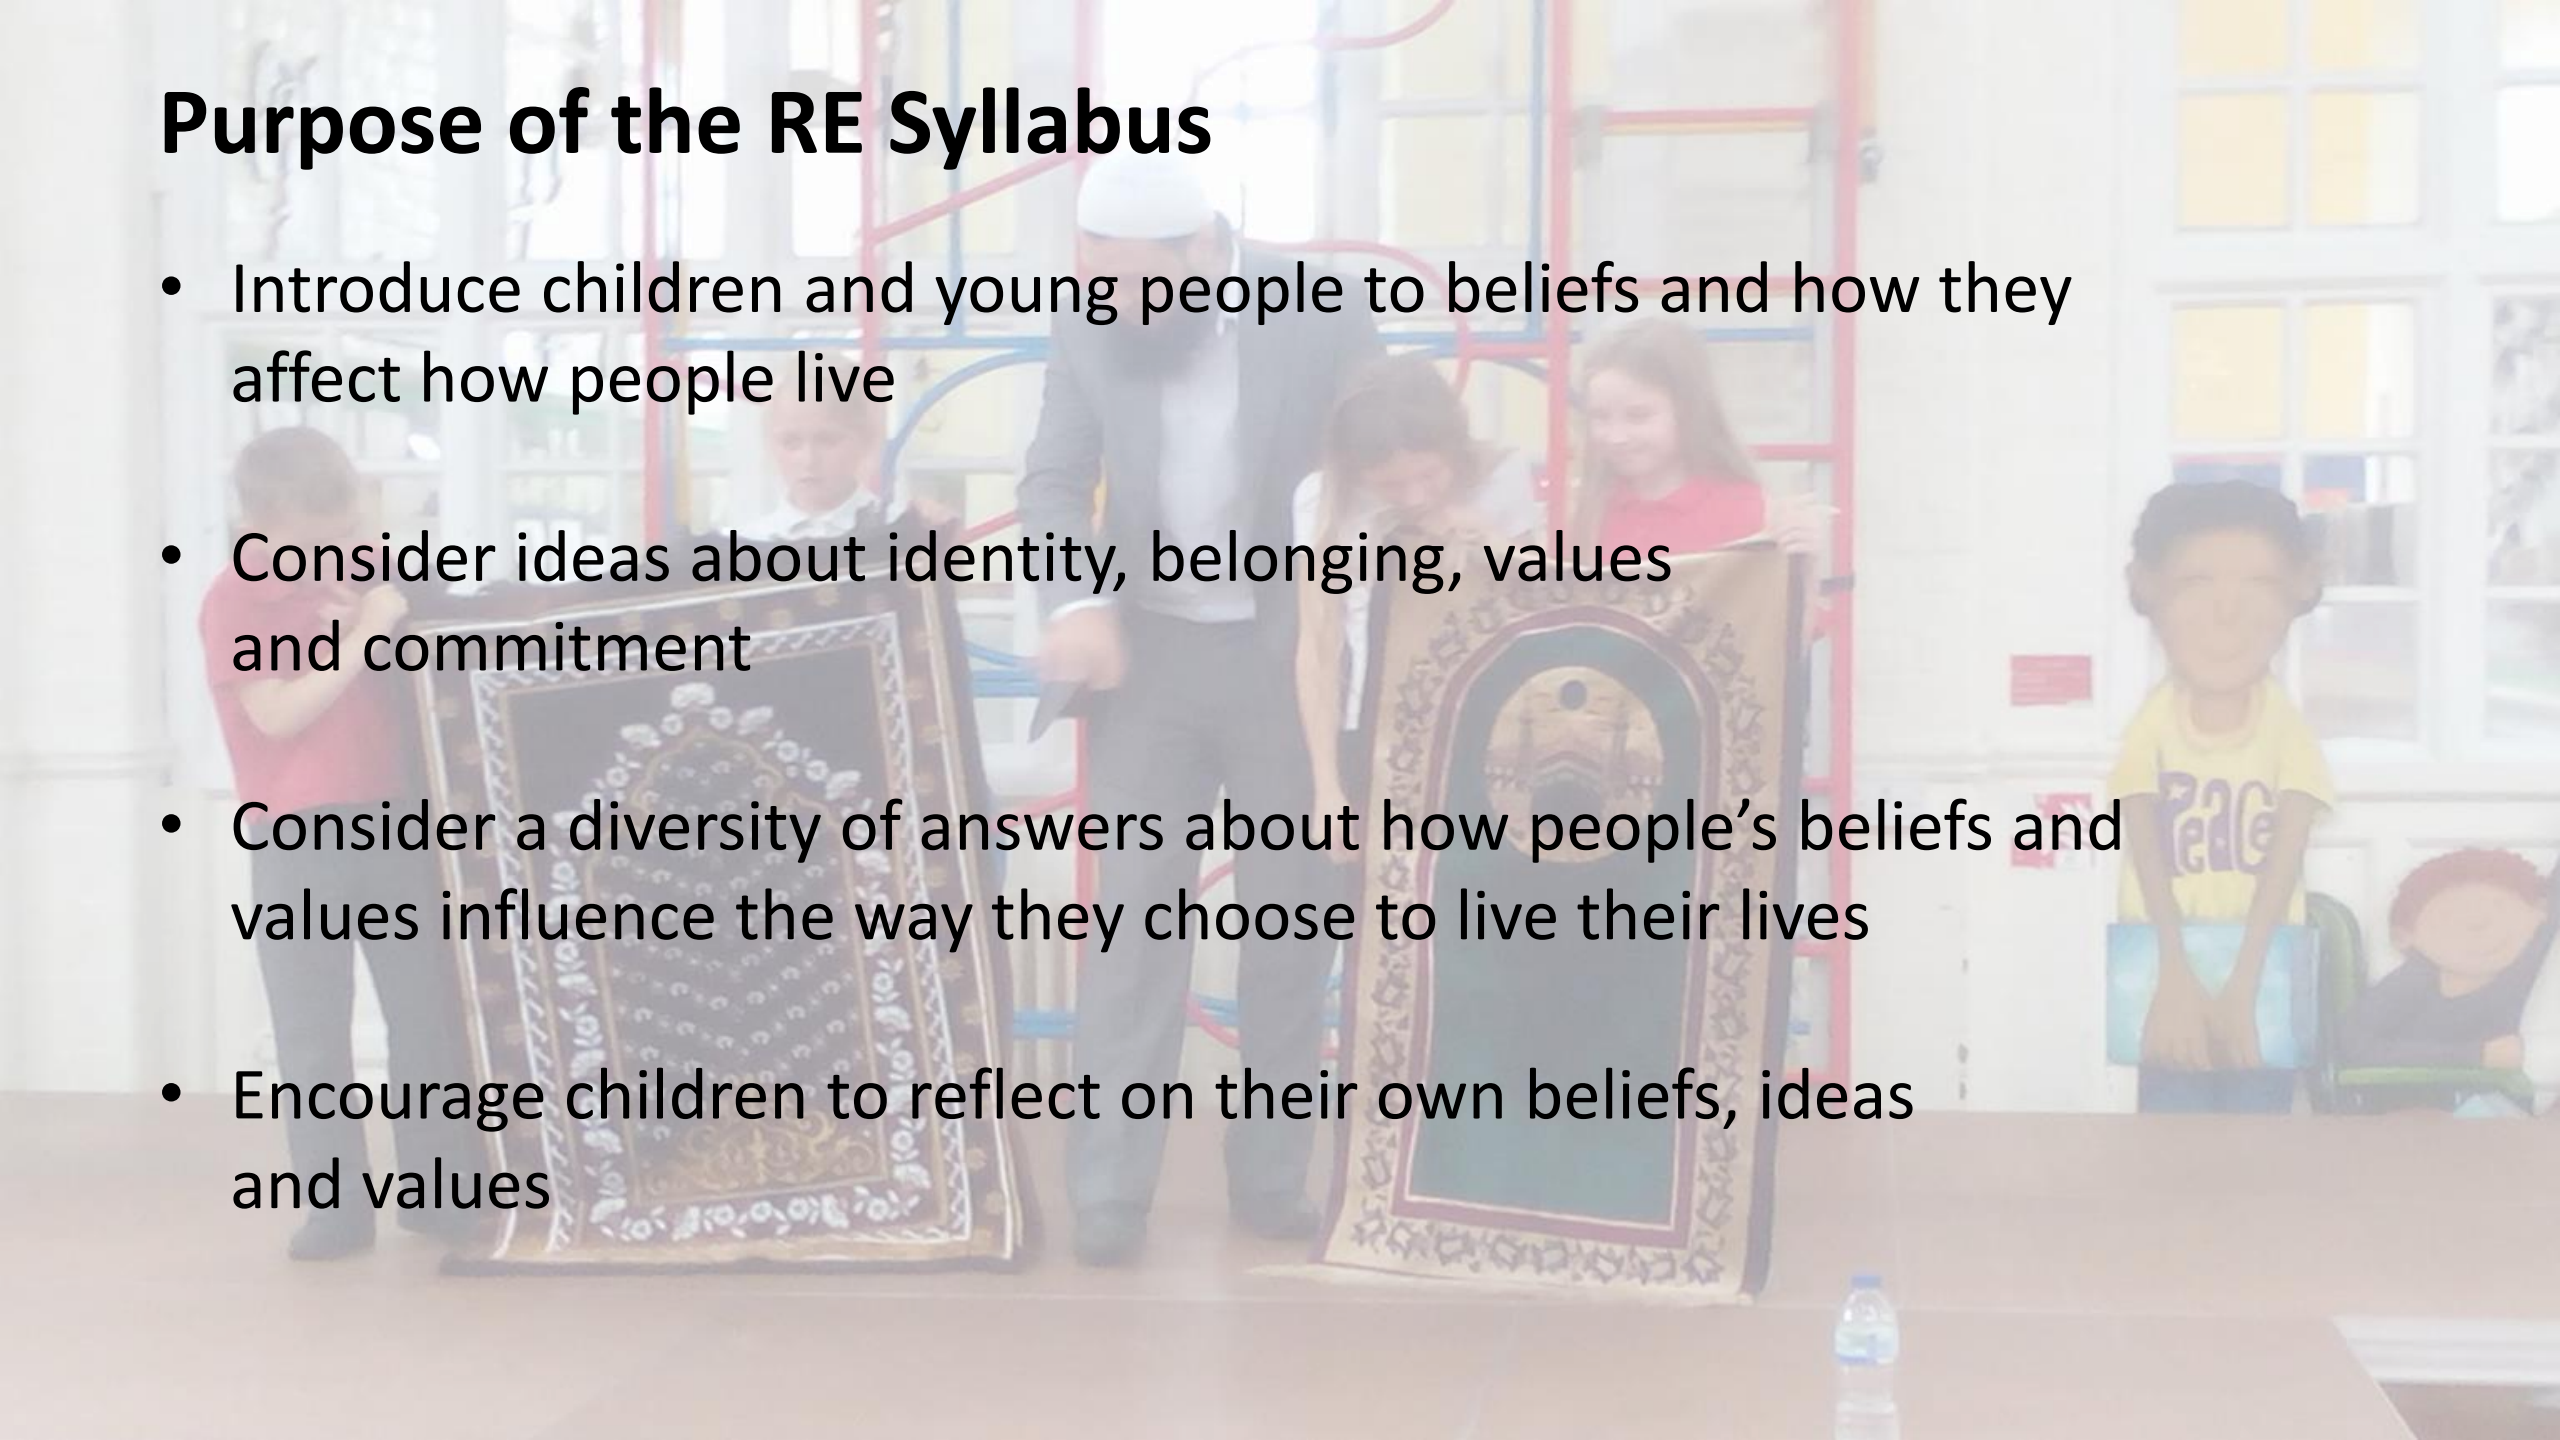 Purpose of the RE Syllabus
• Introduce children and young people to beliefs and how they
affect how people live
• Consider ideas about identity, belonging, values
and commitment
• Consider a diversity of answers about how people’s beliefs and
values influence the way they choose to live their lives
• Encourage children to reflect on their own beliefs, ideas
and values
Peace